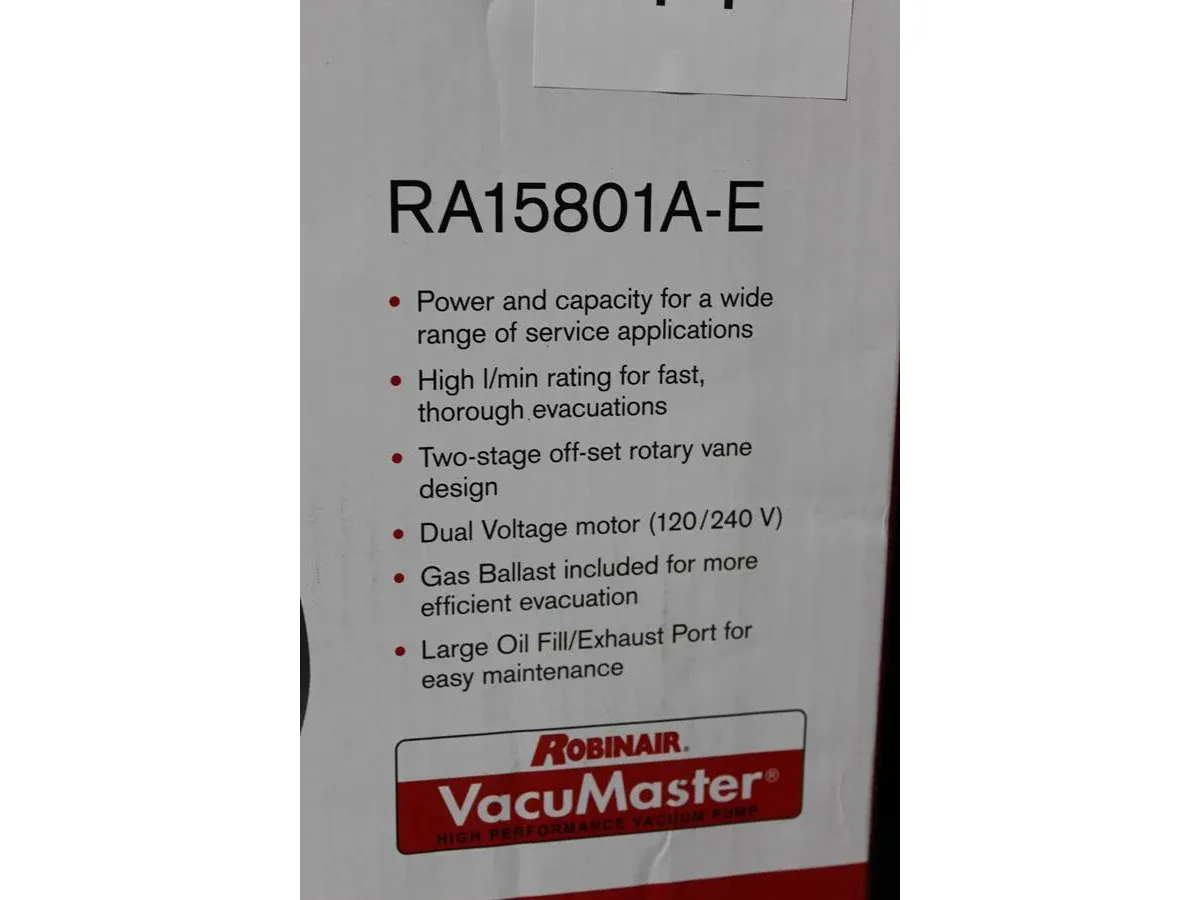 RA15801A-E
• Power and capacity for a wide
range of service applications
• High l/min rating for fast,
thorough evacuations
• Two-stage off-set rotary vane
design
• Dual Voltage motor (120/240 V)
• Gas Ballast included for more
efficient evacuation
• Large Oil Fill/Exhaust Port for
easy maintenance
ROBINAIR®
VacuMaster®
HIGH PERFORMANCE VACUUM PUMP